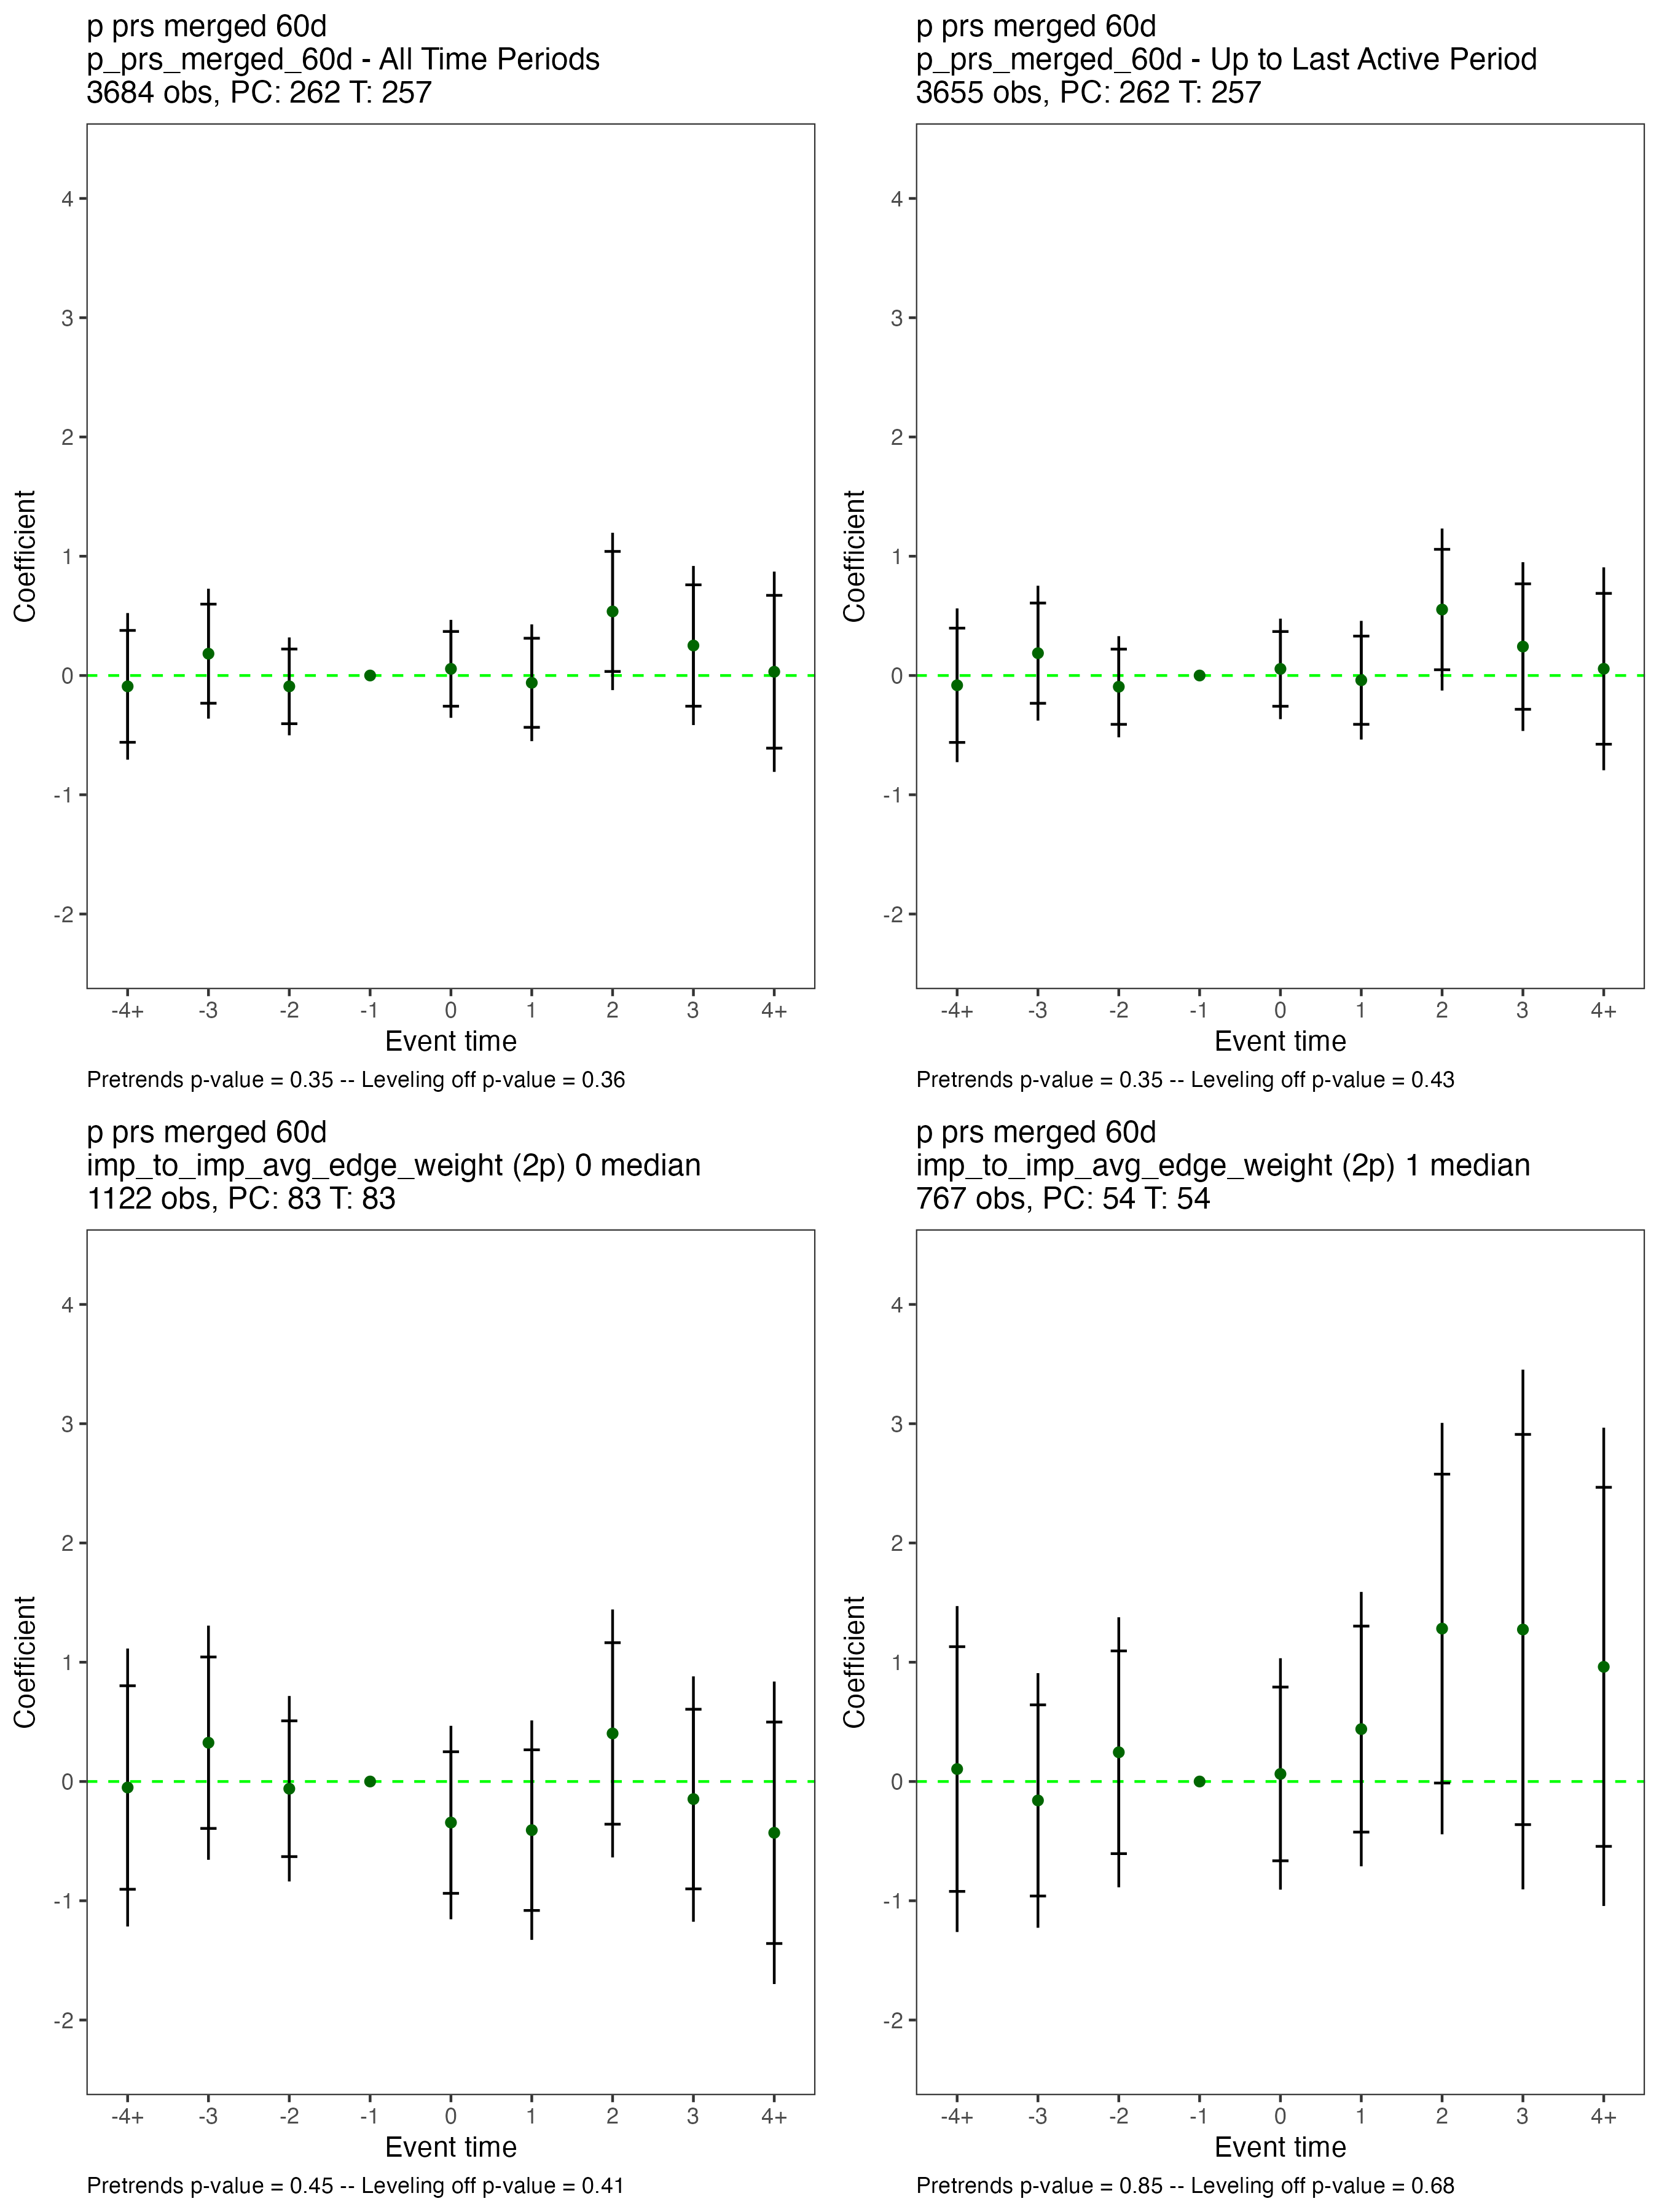 p prs merged 60d
p_prs_merged_60d - All Time Periods
3684 obs, PC: 262 T: 257
4
3
2
1
0
-1
-2
Coefficient
-4+ -3 -2 -1 0 1 2 3 4+
Event time
Pretrends p-value = 0.35 -- Leveling off p-value = 0.36
p prs merged 60d
p_prs_merged_60d - Up to Last Active Period
3655 obs, PC: 262 T: 257
4
3
2
1
0
-1
-2
Coefficient
-4+ -3 -2 -1 0 1 2 3 4+
Event time
Pretrends p-value = 0.35 -- Leveling off p-value = 0.43
p prs merged 60d
imp_to_imp_avg_edge_weight (2p) 0 median
1122 obs, PC: 83 T: 83
4
3
2
1
0
-1
-2
Coefficient
-4+ -3 -2 -1 0 1 2 3 4+
Event time
Pretrends p-value = 0.45 -- Leveling off p-value = 0.41
p prs merged 60d
imp_to_imp_avg_edge_weight (2p) 1 median
767 obs, PC: 54 T: 54
4
3
2
1
0
-1
-2
Coefficient
-4+ -3 -2 -1 0 1 2 3 4+
Event time
Pretrends p-value = 0.85 -- Leveling off p-value = 0.68